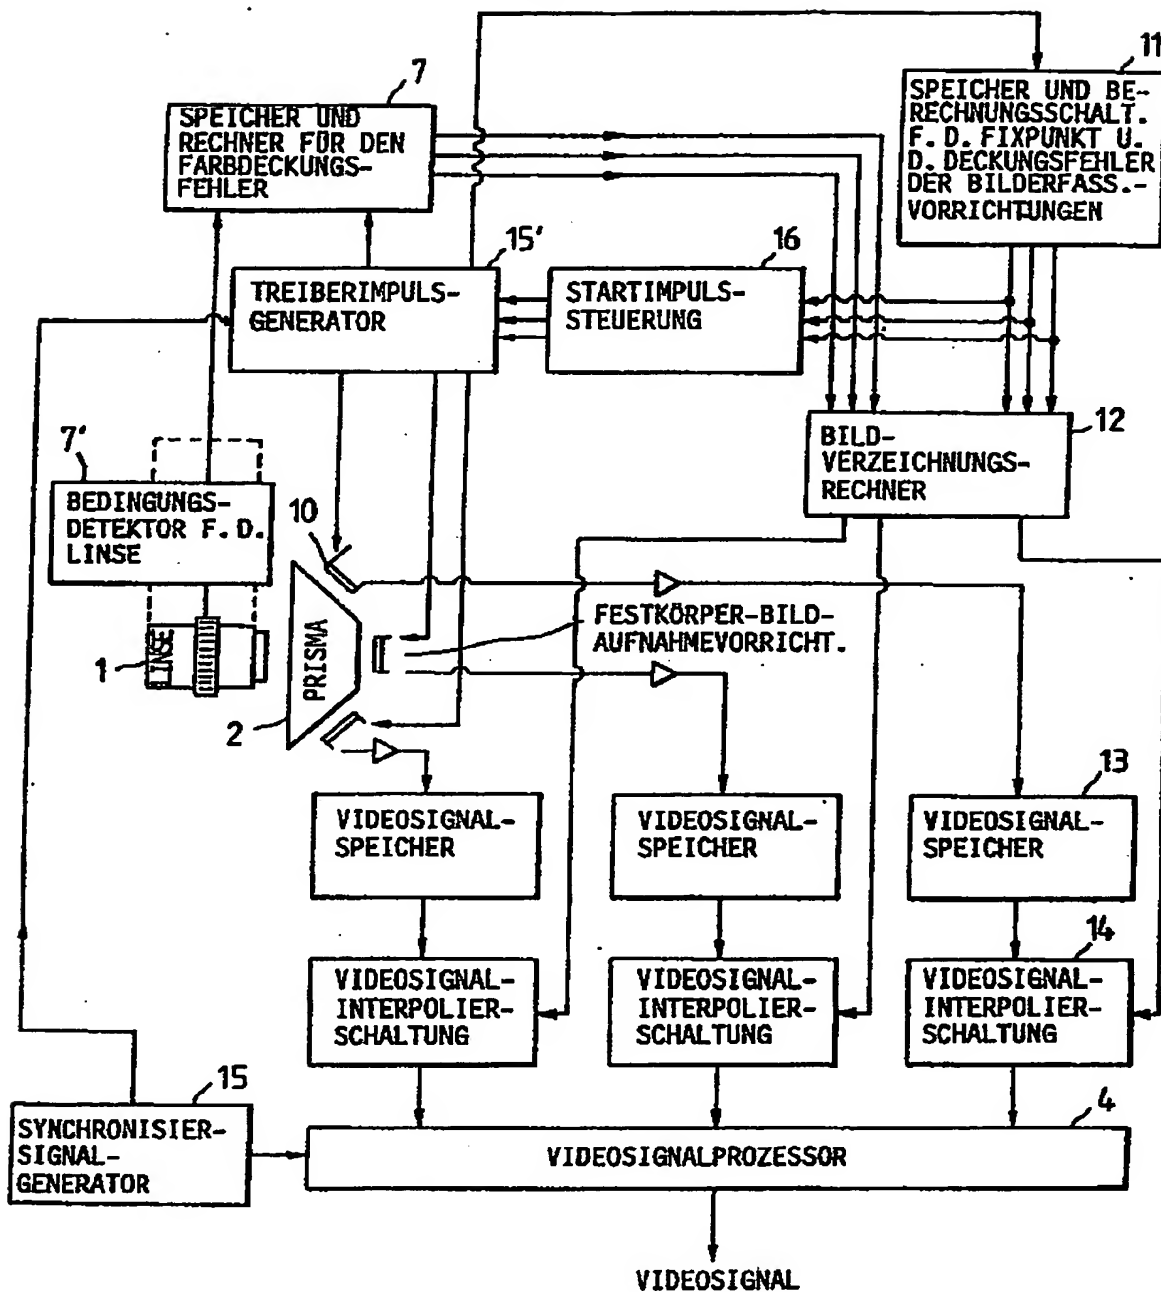 11
7
SPEICHER UND
RECHNER FÜR DEN
FARBDECKUNGS-
FEHLER
SPEICHER UND BE-
RECHNUNGSSCHALT.
F. D. FIXPUNKT U.
D. DECKUNGSFEHLER
DER BILDERFASS.-
VORRICHTUNGEN
15'
TREIBERIMPULS-
GENERATOR
16
STARTIMPULS-
STEUERUNG
12
BILD-
VERZEICHNUNGS-
RECHNER
7'
BEDINGUNGS-
DETEKTOR F. D.
LINSE
10
1
LINSE
PRISMA
2
FESTKÖRPER-BILD-
AUFNAHMEVORRICHT.
13
VIDEOSIGNAL-
SPEICHER
VIDEOSIGNAL-
SPEICHER
VIDEOSIGNAL-
SPEICHER
14
VIDEOSIGNAL-
INTERPOLIER-
SCHALTUNG
VIDEOSIGNAL-
INTERPOLIER-
SCHALTUNG
VIDEOSIGNAL-
INTERPOLIER-
SCHALTUNG
15
SYNCHRONISIER-
SIGNAL-
GENERATOR
4
VIDEOSIGNALPROZESSOR
VIDEOSIGNAL